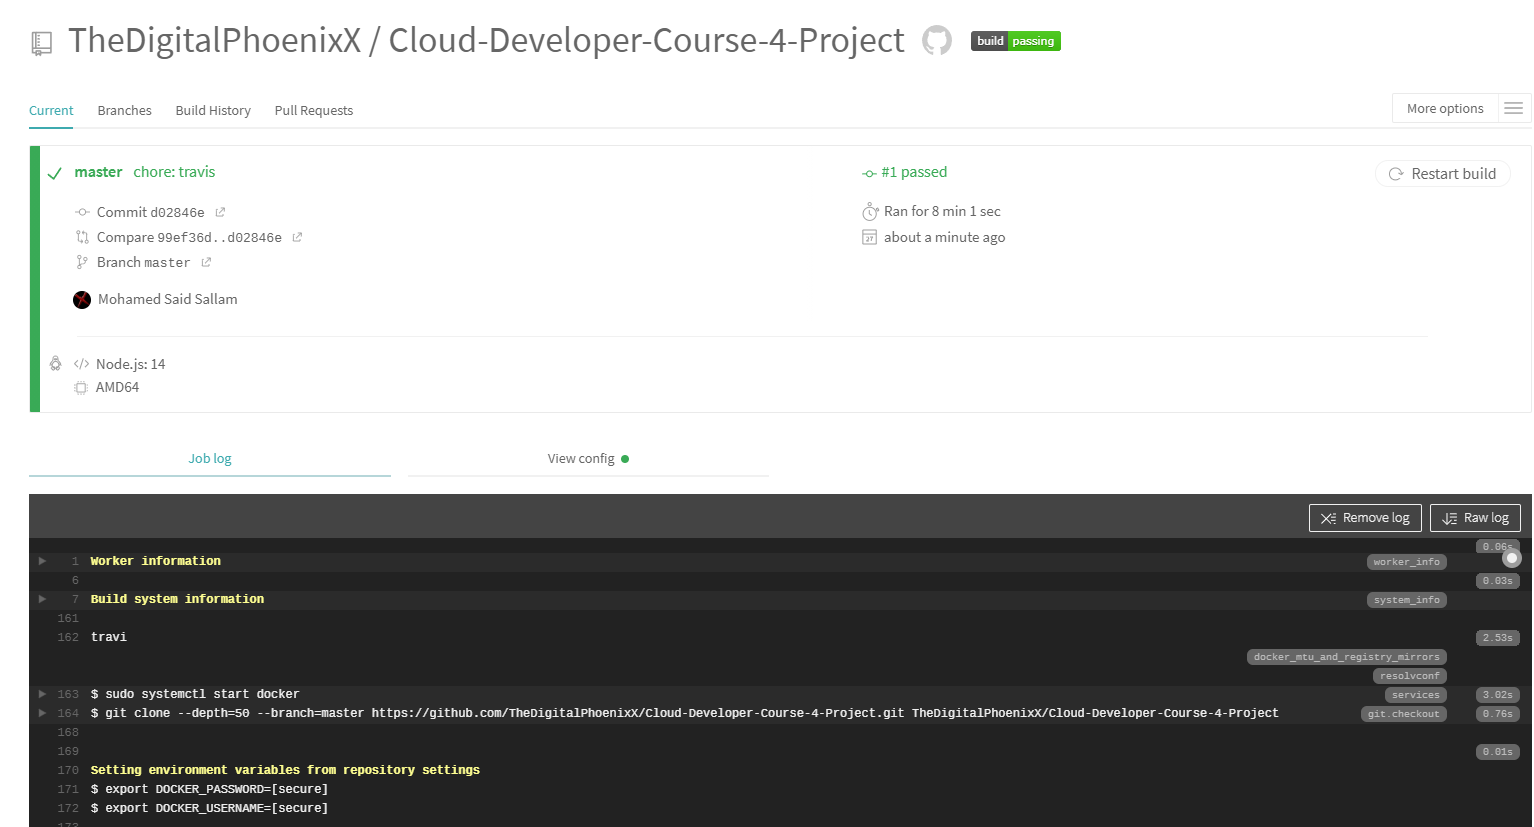 TheDigitalPhoenixX / Cloud-Developer-Course-4-Project build passing
Current Branches Build History Pull Requests More options
master chore: travis #1 passed Restart build
Commit d02846e Ran for 8 min 1 sec
Compare 99ef36d..d02846e 27 about a minute ago
Branch master
Mohamed Said Sallam
</> Node.js: 14
AMD64
Job log View config
Remove log Raw log
0.06s
1 Worker information worker_info
6 0.03s
7 Build system information system_info
161
162 travi 2.53s
docker_mtu_and_registry_mirrors
resolvconf
163 $ sudo systemctl start docker services 3.02s
164 $ git clone --depth=50 --branch=master https://github.com/TheDigitalPhoenixX/Cloud-Developer-Course-4-Project.git TheDigitalPhoenixX/Cloud-Developer-Course-4-Project git.checkout 0.76s
168
169 0.01s
170 Setting environment variables from repository settings
171 $ export DOCKER_PASSWORD=[secure]
172 $ export DOCKER_USERNAME=[secure]
173